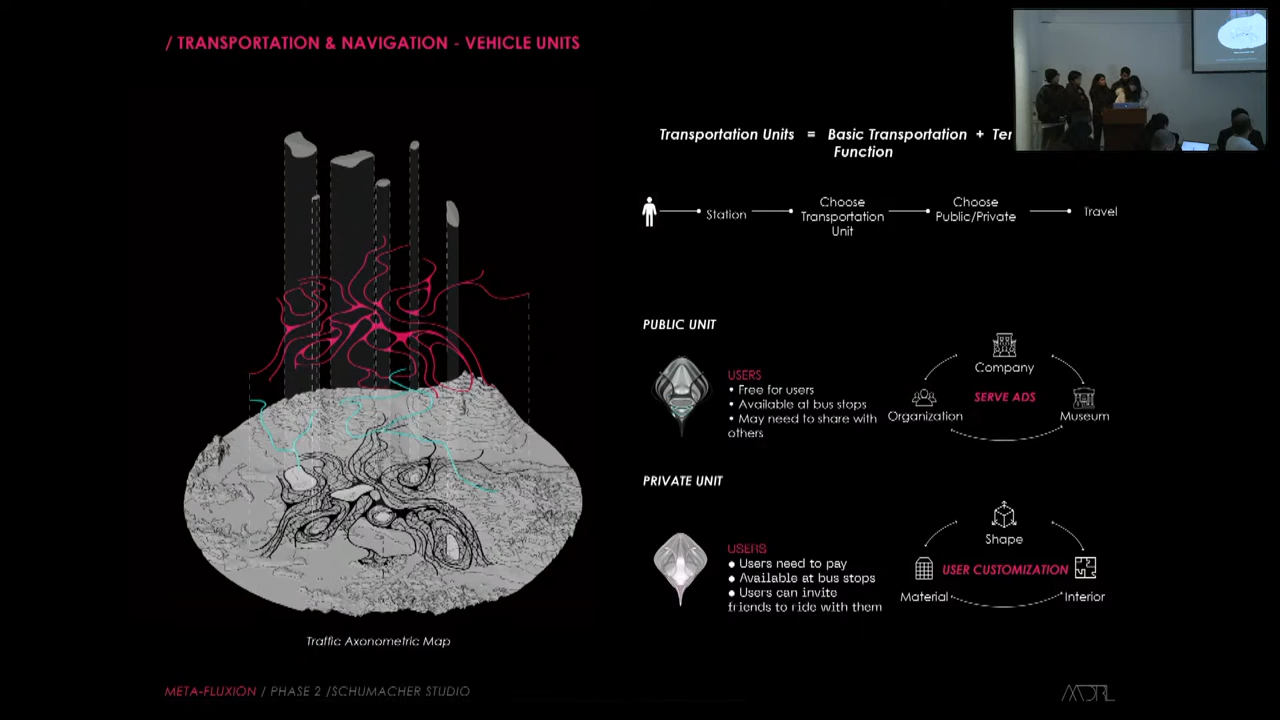 / TRANSPORTATION & NAVIGATION - VEHICLE UNITS
Transportation Units = Basic Transportation +
Function
Station
Choose
Transportation
Unit
Choose
Public/Private
Travel
PUBLIC UNIT
USERS
• Free for users
• Available at bus stops
• May need to share with
others
Company
SERVE ADS
Organization
Museum
PRIVATE UNIT
USERS
• Users need to pay
• Available at bus stops
• Users can invite
friends to ride with them
Shape
USER CUSTOMIZATION
Material
Interior
Traffic Axonometric Map
META-FLUXION / PHASE 2 /SCHUMACHER STUDIO